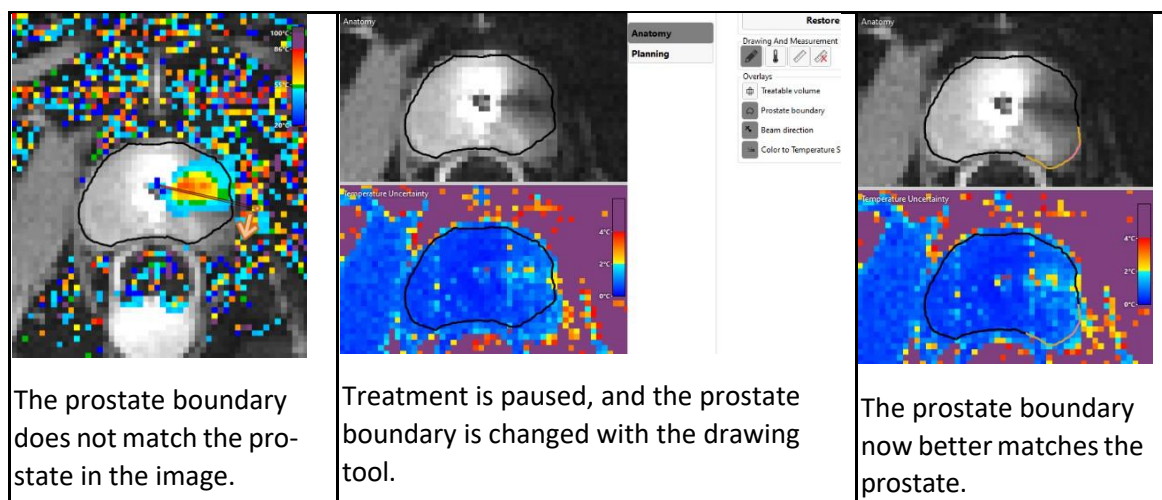 100°C
86°C
55°C
20°C
The prostate boundary
does not match the pro-
state in the image.
Anatomy
Temperature Uncertainty
4°C
2°C
0°C
Anatomy
Planning
Restore
Drawing And Measurement
Overlays
Treatable volume
Prostate boundary
Beam direction
Color to Temperature S
Treatment is paused, and the prostate
boundary is changed with the drawing
tool.
Anatomy
Temperature Uncertainty
4°C
2°C
0°C
The prostate boundary
now better matches the
prostate.